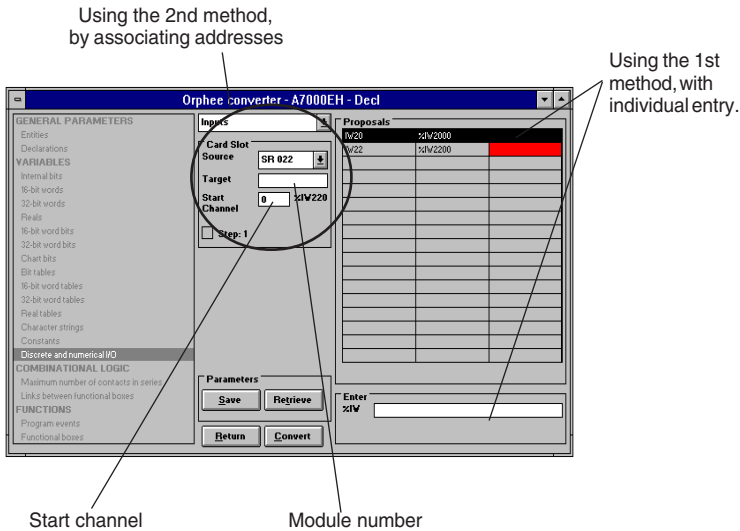 Using the 2nd method,
by associating addresses
Using the 1st
method, with
individual entry.
Orphee converter - A7000EH - Decl
GENERAL PARAMETERS
Entities
Declarations
VARIABLES
Internal bits
16-bit words
32-bit words
Reals
16-bit word bits
32-bit word bits
Chart bits
Bit tables
16-bit word tables
32-bit word tables
Real tables
Character strings
Constants
Discrete and numerical I/O
COMBINATIONAL LOGIC
Maximum number of contacts in series
Links between functional boxes
FUNCTIONS
Program events
Functional boxes
Inputs
Card Slot
Source SR 022
Target
Start
Channel 0 %IW220
Step: 1
Parameters
Save Retrieve
Return Convert
Proposals
IW20 %IW2000
IW22 %IW2200
Enter
%IW
Start channel Module number